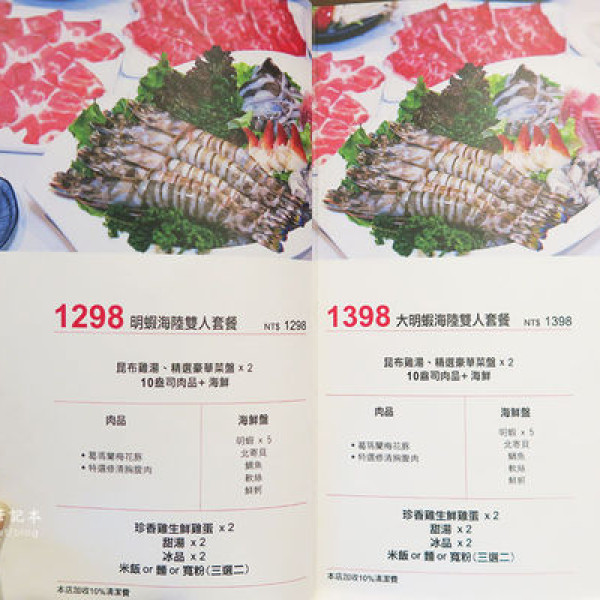 1298 明蝦海陸雙人套餐 NT$ 1298
昆布雞湯、精選豪華菜盤 x 2
10盎司肉品+ 海鮮
肉品
海鮮盤
• 葛瑪蘭梅花豚
• 特選修清胸腹肉
明蝦 x 5
北寄貝
鯛魚
軟絲
鮮蚵
珍香雞生鮮雞蛋 x 2
甜湯 x 2
冰品 x 2
米飯 or 麵 or 寬粉(三選二)
本店加收10%清潔費
1398 大明蝦海陸雙人套餐 NT$ 1398
昆布雞湯、精選豪華菜盤 x 2
10盎司肉品+ 海鮮
肉品
海鮮盤
• 葛瑪蘭梅花豚
• 特選修清胸腹肉
明蝦 x 5
北寄貝
鯛魚
軟絲
鮮蚵
珍香雞生鮮雞蛋 x 2
甜湯 x 2
冰品 x 2
米飯 or 麵 or 寬粉(三選二)
本店加收10%清潔費
記本
blog